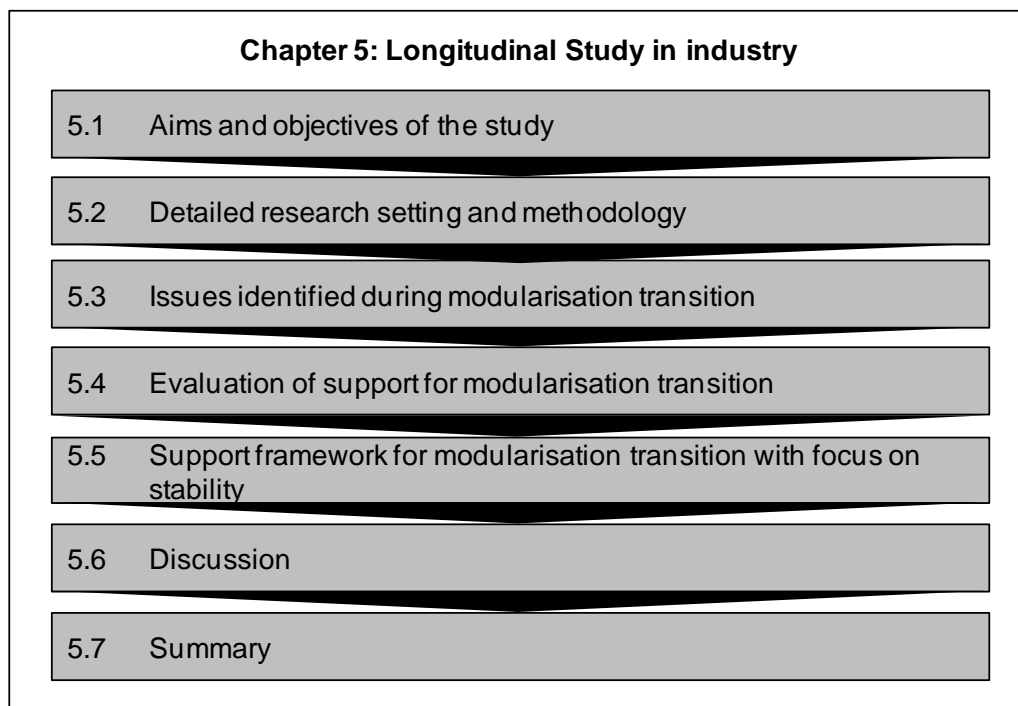 Chapter 5: Longitudinal Study in industry
5.1 Aims and objectives of the study
5.2 Detailed research setting and methodology
5.3 Issues identified during modularisation transition
5.4 Evaluation of support for modularisation transition
5.5 Support framework for modularisation transition with focus on
stability
5.6 Discussion
5.7 Summary